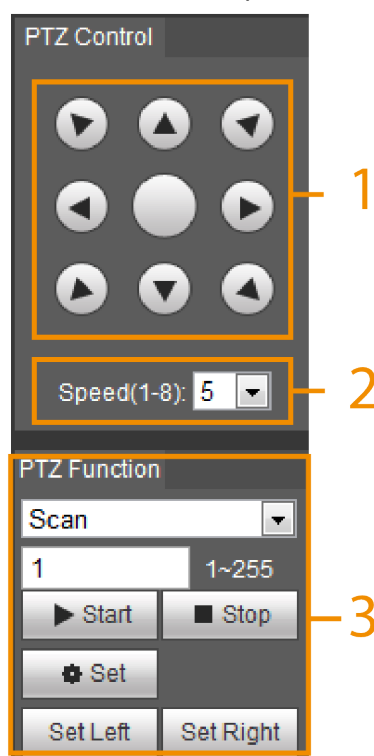 PTZ Control
1
Speed(1-8): 5
2
PTZ Function
Scan
1 1~255
Start Stop
3
Set
Set Left Set Right